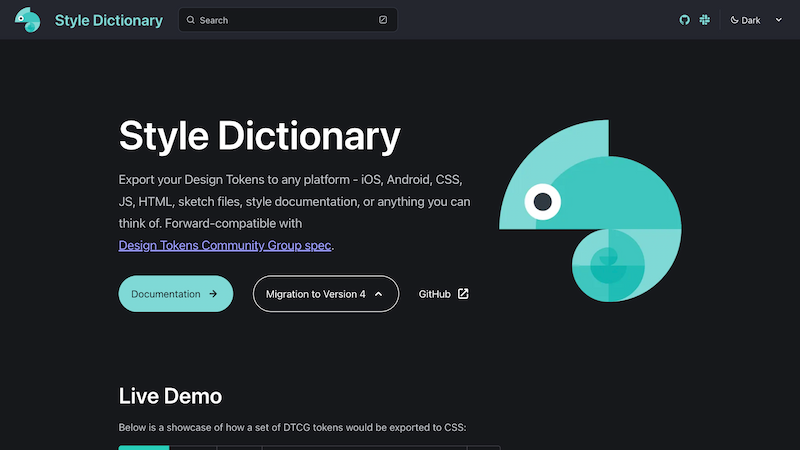 Style Dictionary
Search
Dark
Style Dictionary
Export your Design Tokens to any platform - iOS, Android, CSS,
JS, HTML, sketch files, style documentation, or anything you can
think of. Forward-compatible with
Design Tokens Community Group spec.
Documentation
Migration to Version 4
GitHub
Live Demo
Below is a showcase of how a set of DTCG tokens would be exported to CSS: